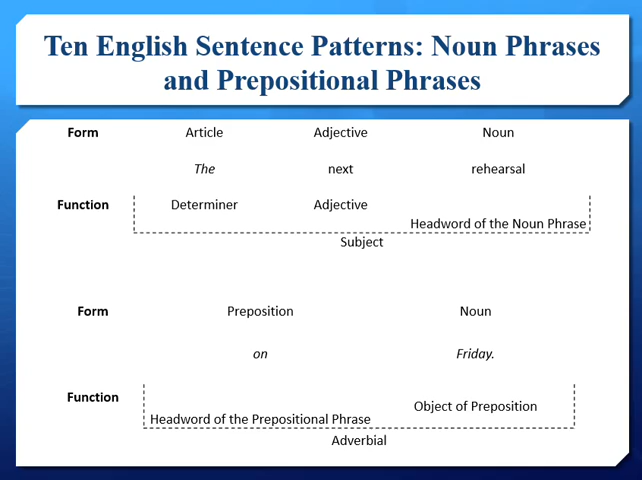 Ten English Sentence Patterns: Noun Phrases
and Prepositional Phrases
Form Article Adjective Noun
The next rehearsal
Function Determiner Adjective
Headword of the Noun Phrase
Subject
Form Preposition Noun
on Friday.
Function
Object of Preposition
Headword of the Prepositional Phrase
Adverbial